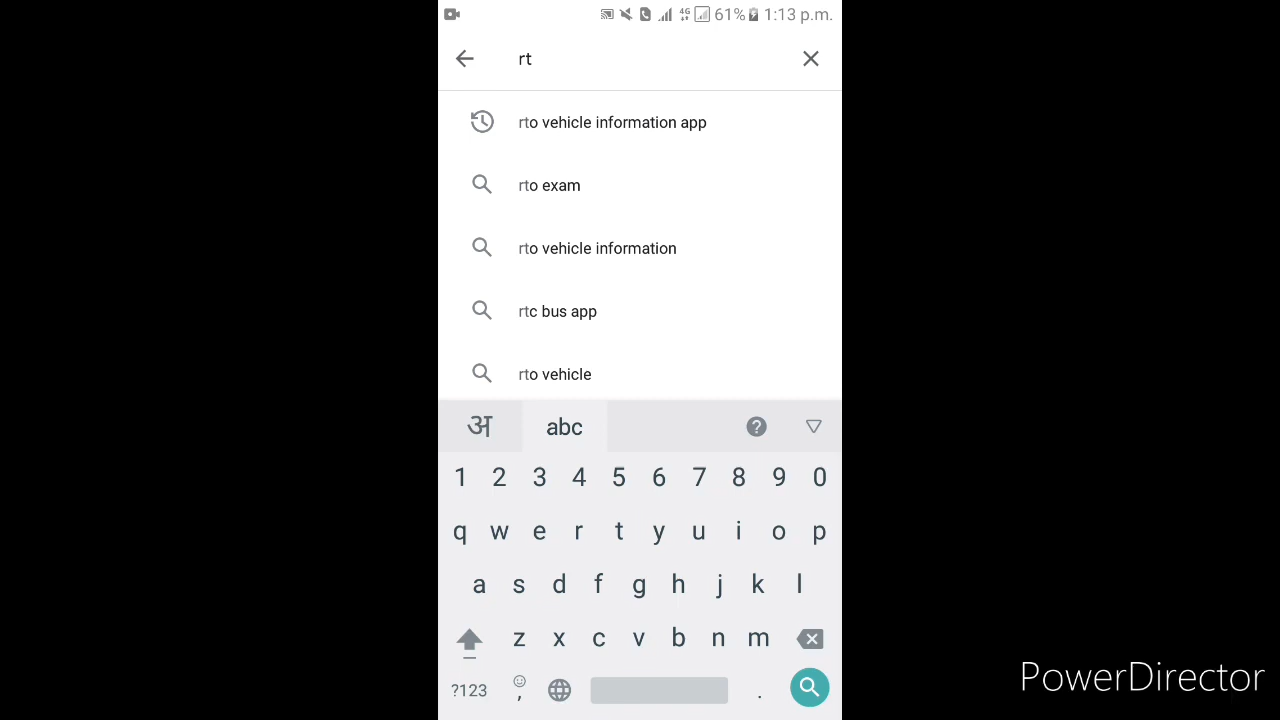 4G 61% 1:13 p.m.
rt
rto vehicle information app
rto exam
rto vehicle information
rtc bus app
rto vehicle
अ abc ?
1 2 3 4 5 6 7 8 9 0
q w e r t y u i o p
a s d f g h j k l
z x c v b n m
?123 , .
PowerDirector